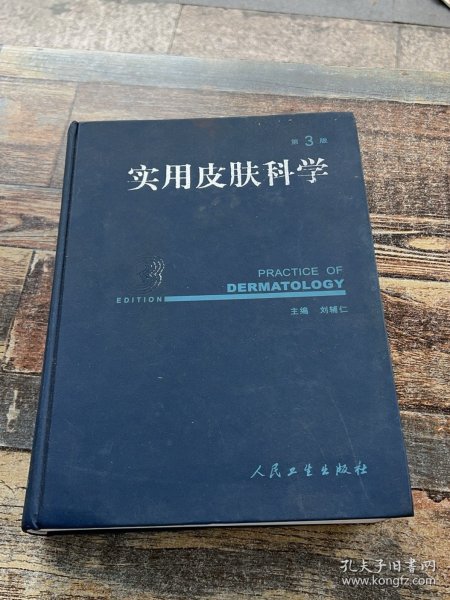 第3版
实用皮肤科学
3
EDITION
PRACTICE OF
DERMATOLOGY
主编 刘辅仁
人民卫生出版社
孔夫子旧书网
www.kongfz.com